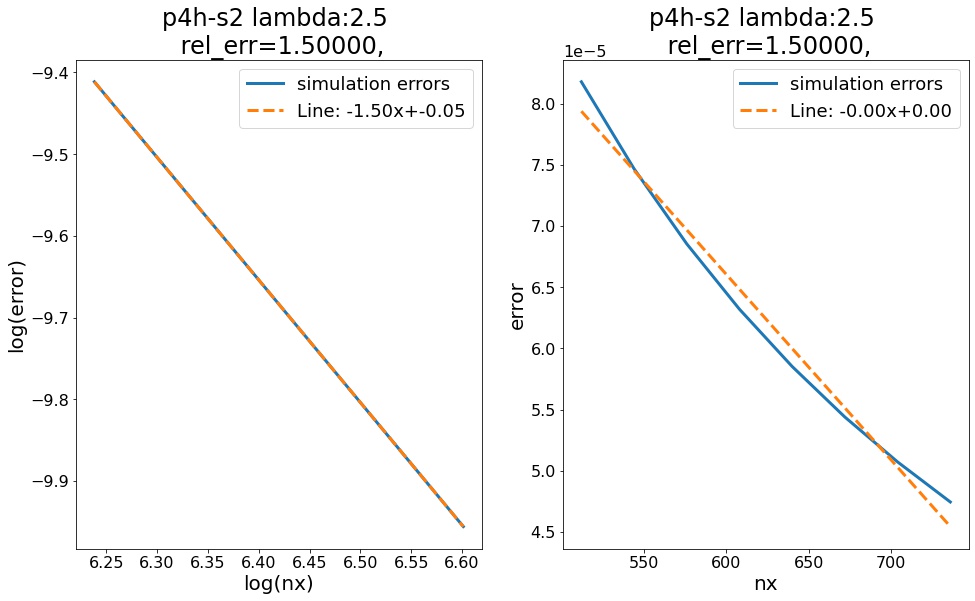 p4h-s2 lambda:2.5
rel_err=1.50000,
simulation errors
Line: -1.50x+-0.05
log(error)
−9.4
−9.5
−9.6
−9.7
−9.8
−9.9
6.25 6.30 6.35 6.40 6.45 6.50 6.55 6.60
log(nx)
p4h-s2 lambda:2.5
rel_err=1.50000,
1e−5
simulation errors
Line: -0.00x+0.00
error
8.0
7.5
7.0
6.5
6.0
5.5
5.0
4.5
550 600 650 700
nx